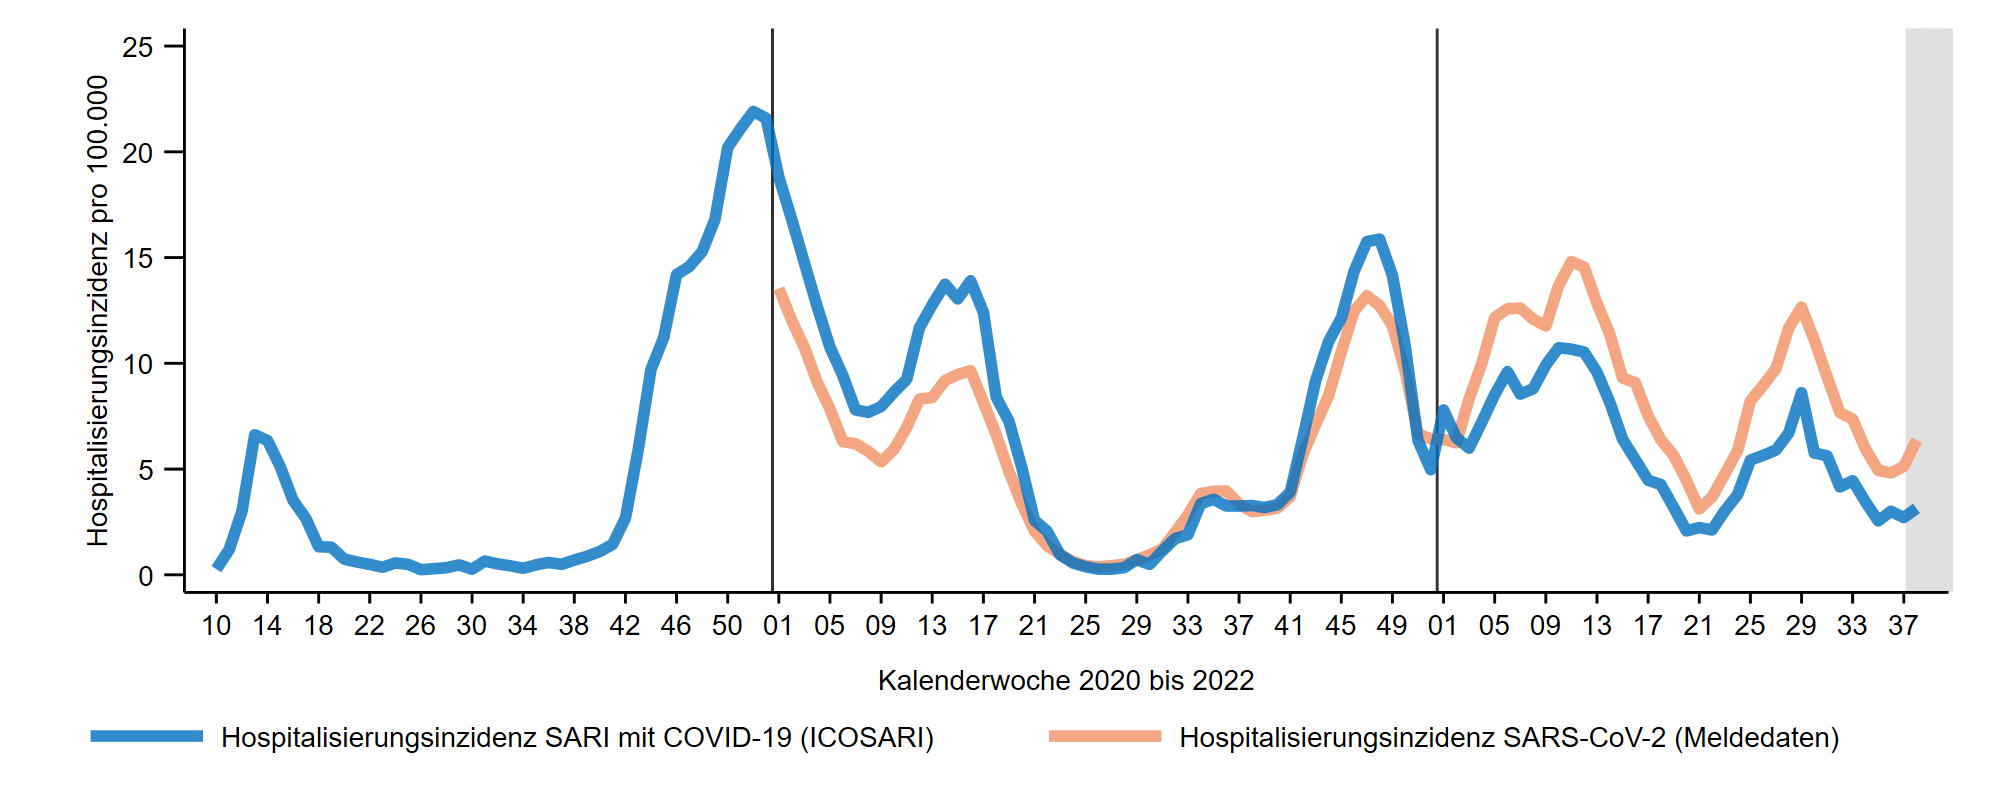 Hospitalisierungsinzidenz pro 100.000
25
20
15
10
5
0
10 14 18 22 26 30 34 38 42 46 50 01 05 09 13 17 21 25 29 33 37 41 45 49 01 05 09 13 17 21 25 29 33 37
Kalenderwoche 2020 bis 2022
Hospitalisierungsinzidenz SARI mit COVID-19 (ICOSARI) Hospitalisierungsinzidenz SARS-CoV-2 (Meldedaten)